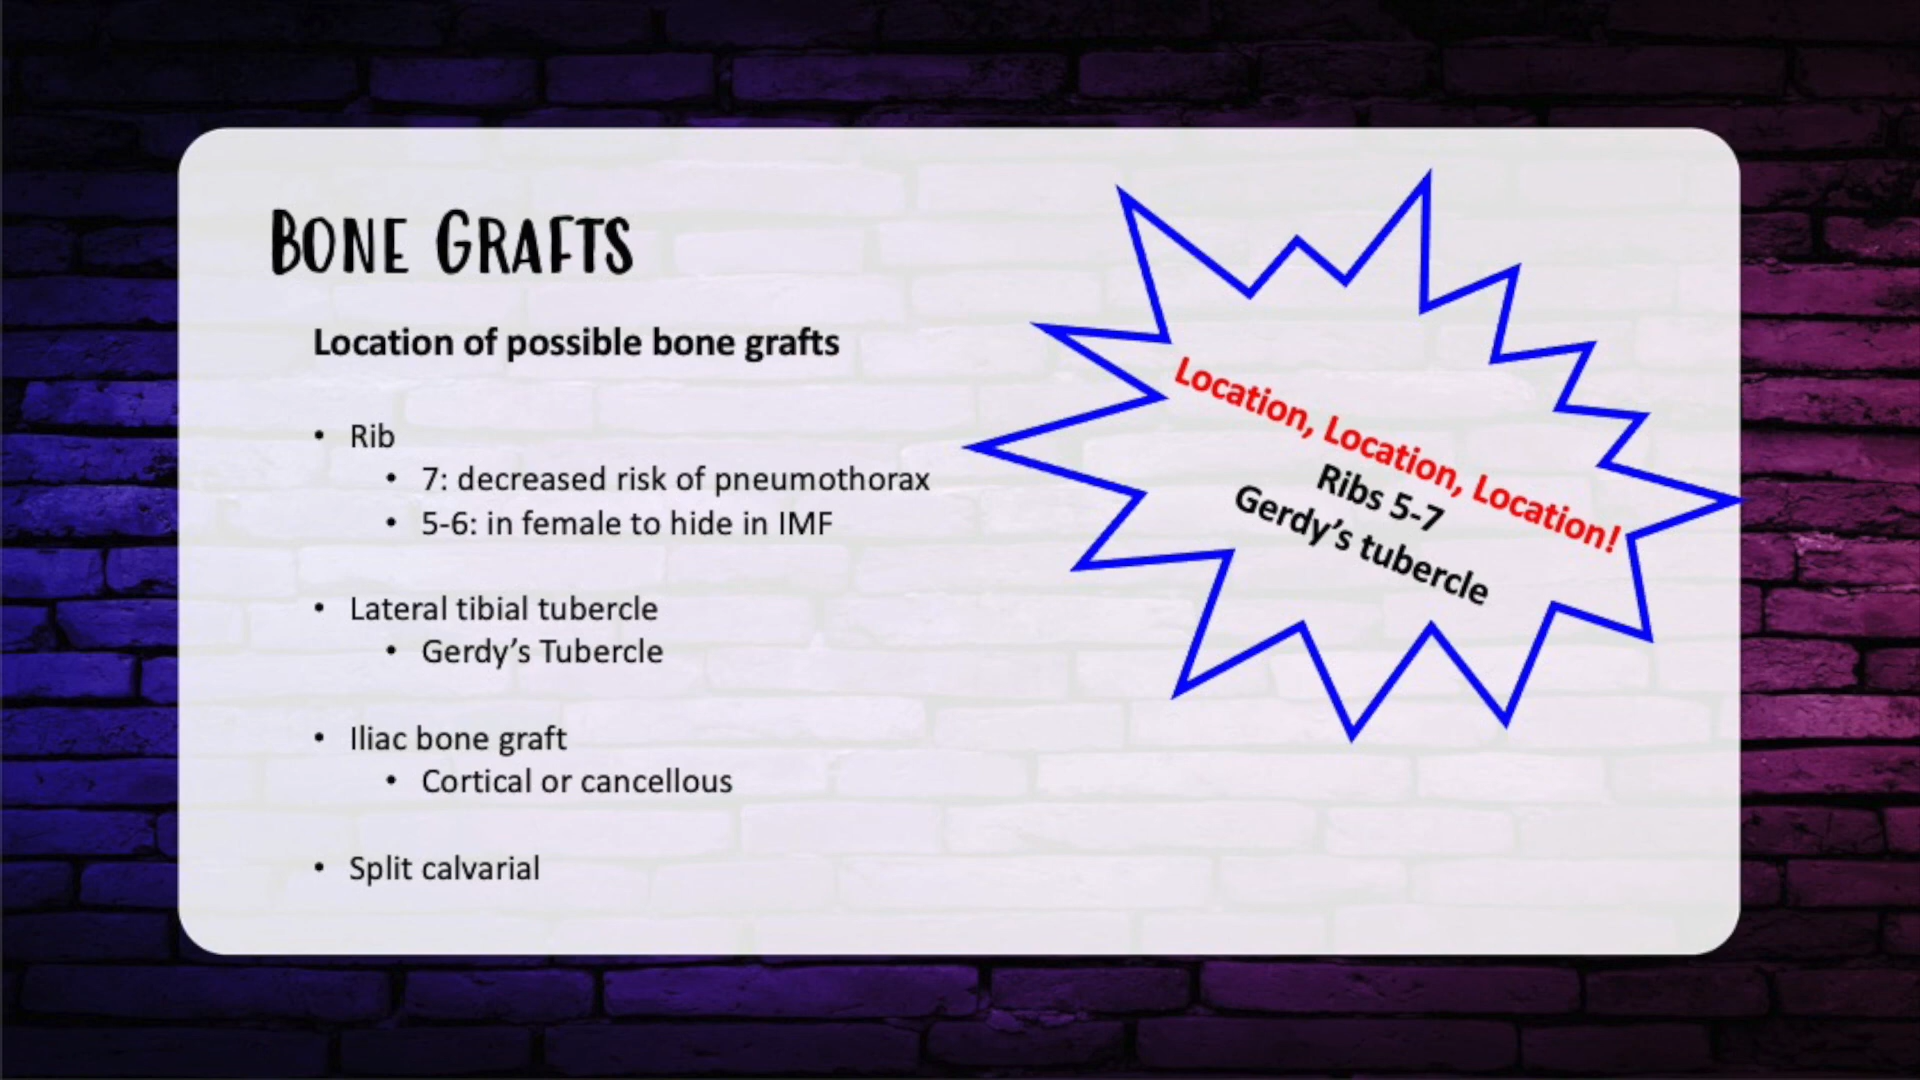 BONE GRAFTS
Location of possible bone grafts
• Rib
• 7: decreased risk of pneumothorax
• 5-6: in female to hide in IMF
• Lateral tibial tubercle
• Gerdy’s Tubercle
• Iliac bone graft
• Cortical or cancellous
• Split calvarial
Location, Location, Location!
Ribs 5-7
Gerdy’s tubercle